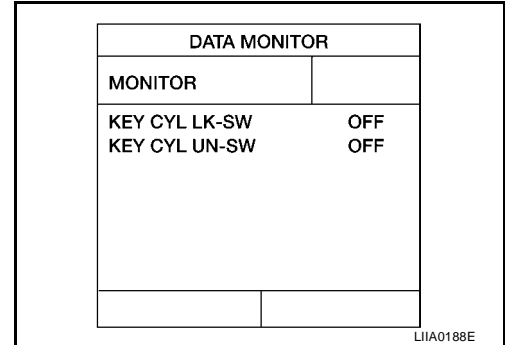 DATA MONITOR
MONITOR
KEY CYL LK-SW OFF
KEY CYL UN-SW OFF
LIIA0188E